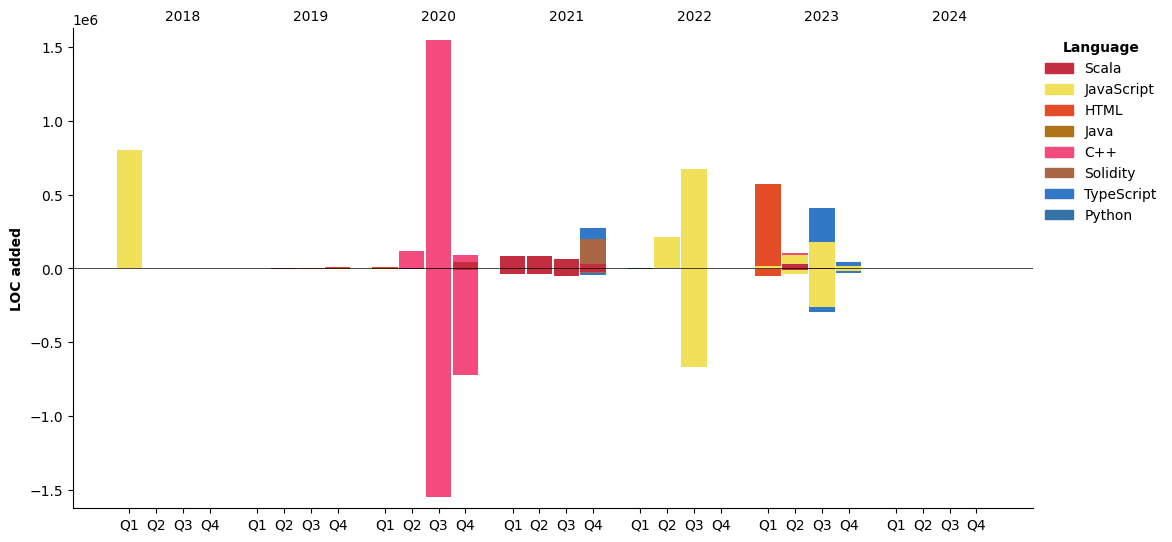 1e6
2018 2019 2020 2021 2022 2023 2024
LOC added
1.5
1.0
0.5
0.0
−0.5
−1.0
−1.5
Q1 Q2 Q3 Q4 Q1 Q2 Q3 Q4 Q1 Q2 Q3 Q4 Q1 Q2 Q3 Q4 Q1 Q2 Q3 Q4 Q1 Q2 Q3 Q4 Q1 Q2 Q3 Q4
Language
Scala
JavaScript
HTML
Java
C++
Solidity
TypeScript
Python